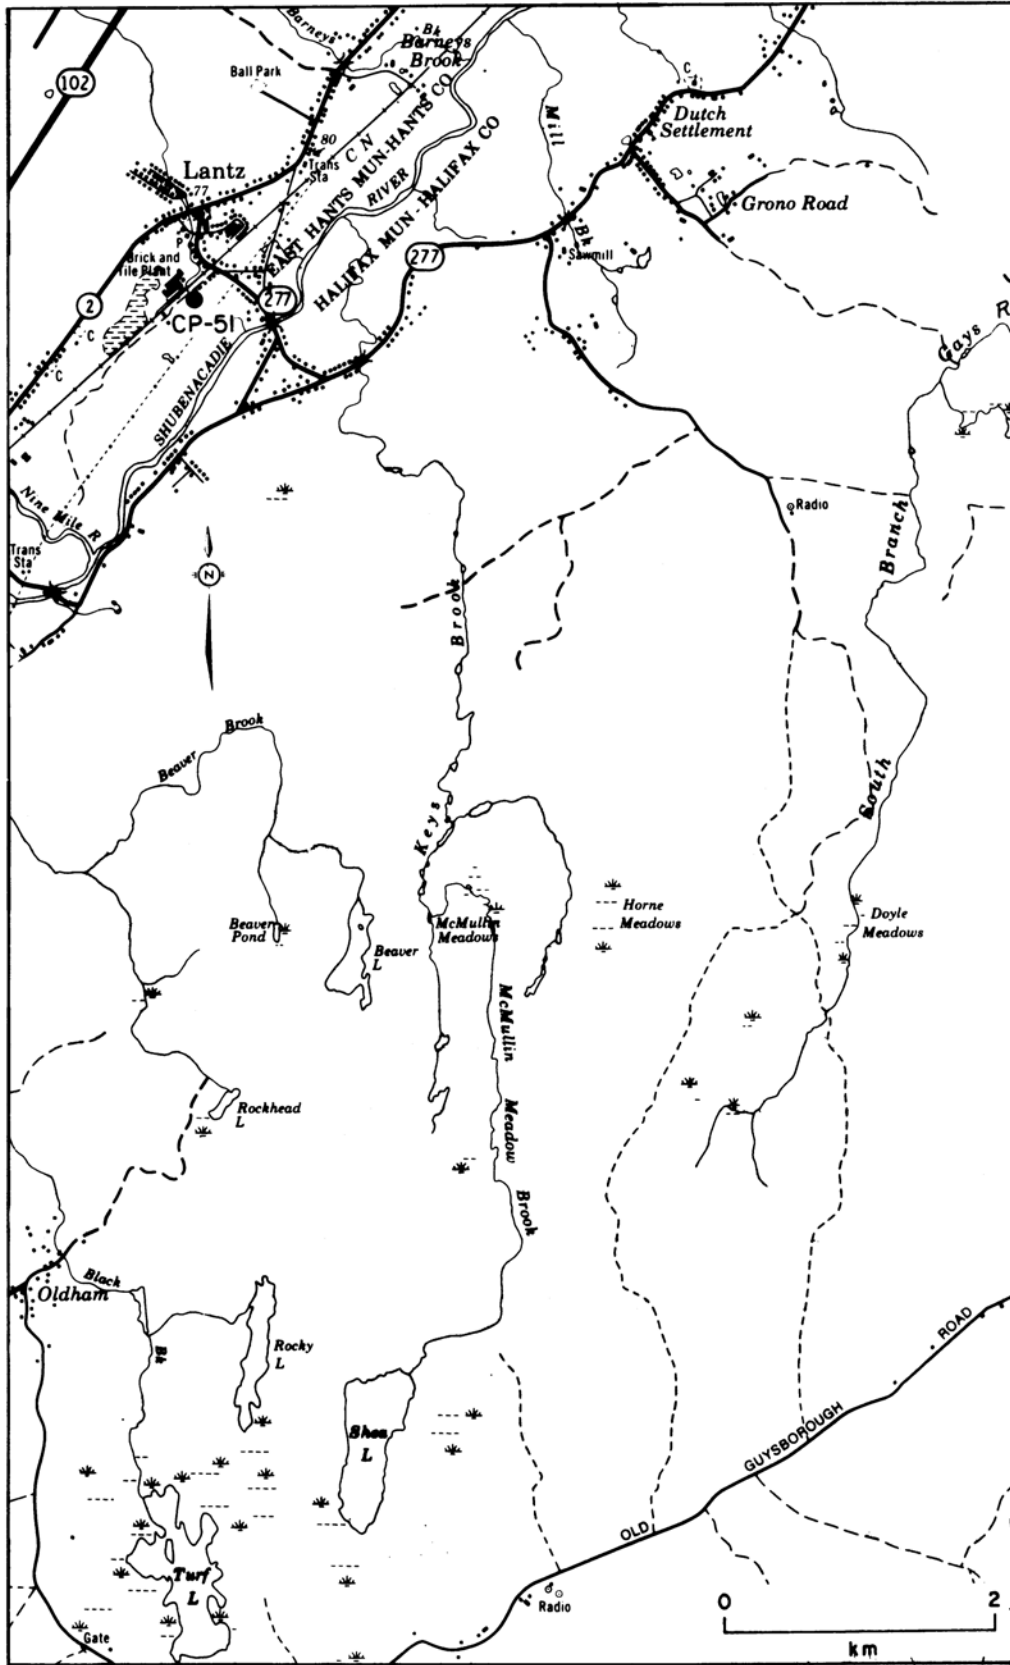 Barneys
Bk
Barneys
Brook
102
Ball Park
C
Dutch
Settlement
Mill
Bk
80
Trans
Sta
C N
EAST HANTS MUN-HANTS CO
RIVER
HALIFAX MUN - HALIFAX CO
Lantz
77
Grono Road
P
Brick and
Tile Plant
277
Sawmill
277
2
CP-51
C
C
SHUBENACADIE
Gays R
Nine Mile R
Trans
Sta
Radio
Branch
N
Brook
Beaver Brook
South
Keys
Beaver
Pond
McMullin
Meadows
Beaver
L
Horne
Meadows
Doyle
Meadows
McMullin
Meadow
Brook
Rockhead
L
Black
Bk
Oldham
Rocky
L
ROAD
Shea
L
GUYSBOROUGH
OLD
Turf
L
Radio
Gate
0 2
km